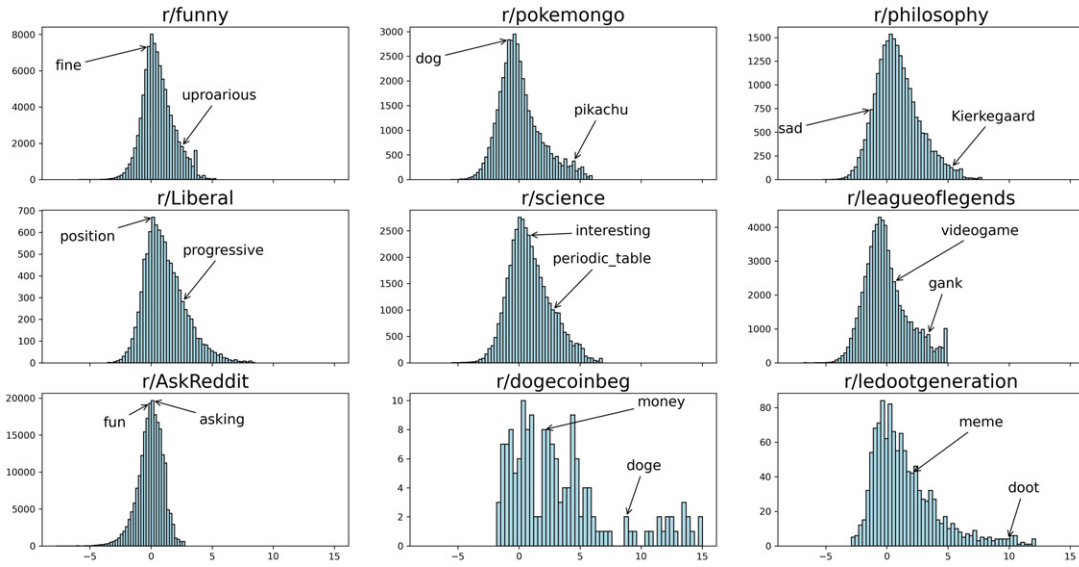 r/funny
8000
6000
4000
2000
0
fine
uproarious
r/pokemongo
3000
2500
2000
1500
1000
500
0
dog
pikachu
r/philosophy
1500
1250
1000
750
500
250
0
sad
Kierkegaard
r/Liberal
700
600
500
400
300
200
100
0
position
progressive
r/science
2500
2000
1500
1000
500
0
interesting
periodic_table
r/leagueoflegends
4000
3000
2000
1000
0
videogame
gank
r/AskReddit
20000
15000
10000
5000
0
fun
asking
−5 0 5 10 15
r/dogecoinbeg
10
8
6
4
2
0
money
doge
−5 0 5 10 15
r/ledootgeneration
80
60
40
20
0
meme
doot
−5 0 5 10 15